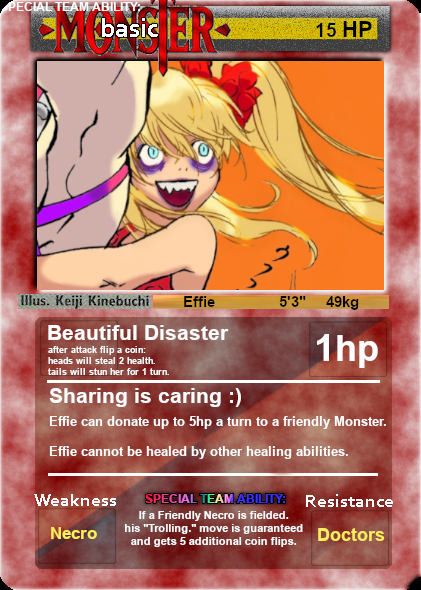 PECIAL TEAM ABILITY:
MONSTER
basic
15 HP
Illus. Keiji Kinebuchi
Effie 5'3" 49kg
Beautiful Disaster
after attack flip a coin:
heads will steal 2 health.
tails will stun her for 1 turn.
1hp
Sharing is caring :)
Effie can donate up to 5hp a turn to a friendly Monster.
Effie cannot be healed by other healing abilities.
Weakness
Necro
SPECIAL TEAM ABILITY:
If a Friendly Necro is fielded.
his "Trolling." move is guaranteed
and gets 5 additional coin flips.
Resistance
Doctors